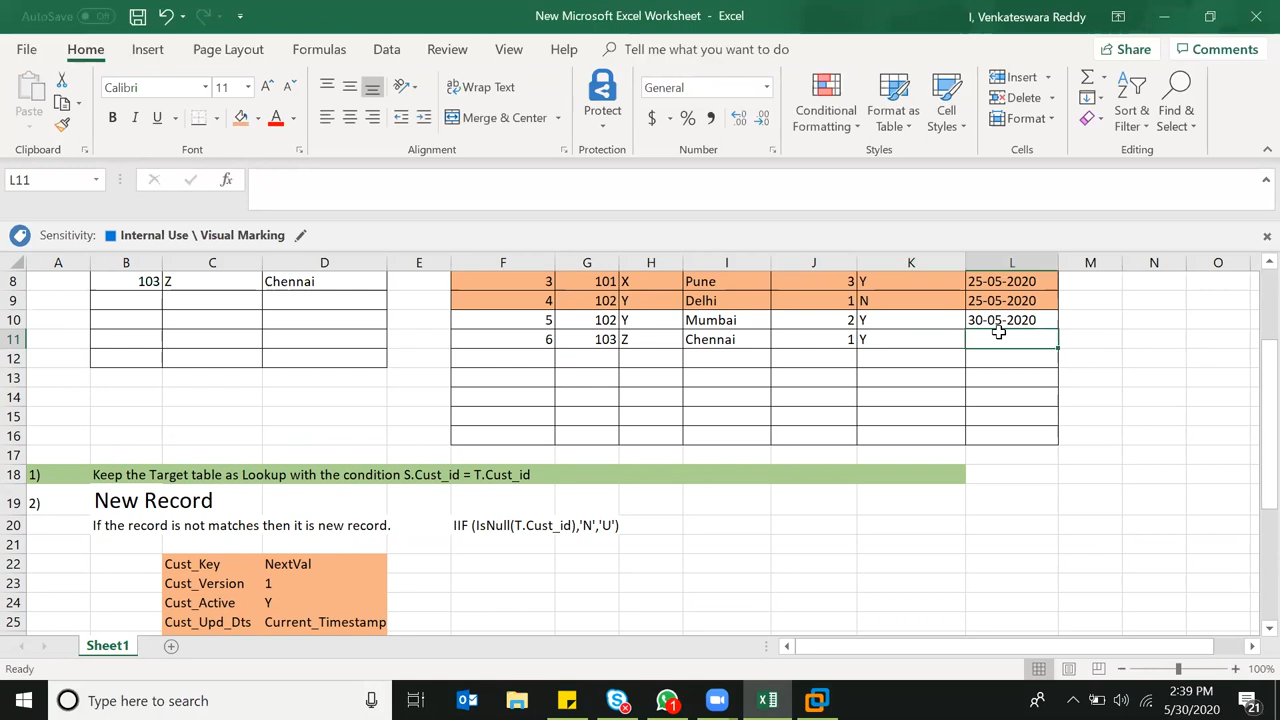 AutoSave Off New Microsoft Excel Worksheet - Excel I, Venkateswara Reddy
File Home Insert Page Layout Formulas Data Review View Help Tell me what you want to do Share Comments
Paste Calibri 11 A A Wrap Text General Insert
B I U A Merge & Center Protect $ % Conditional Formatting Format as Table Cell Styles Delete Format Sort & Filter Find & Select
Clipboard Font Alignment Protection Number Styles Cells Editing
L11 fx
Sensitivity: Internal Use \ Visual Marking
A B C D E F G H I J K L M N O
8 103 Z Chennai 3 101 X Pune 3 Y 25-05-2020
9 4 102 Y Delhi 1 N 25-05-2020
10 5 102 Y Mumbai 2 Y 30-05-2020
11 6 103 Z Chennai 1 Y
12
13
14
15
16
17
18 1) Keep the Target table as Lookup with the condition S.Cust_id = T.Cust_id
19 2) New Record
20 If the record is not matches then it is new record. IIF (IsNull(T.Cust_id),'N','U')
21
22 Cust_Key NextVal
23 Cust_Version 1
24 Cust_Active Y
25 Cust_Upd_Dts Current_Timestamp
Sheet1
Ready 100%
Type here to search 2:39 PM
5/30/2020 21